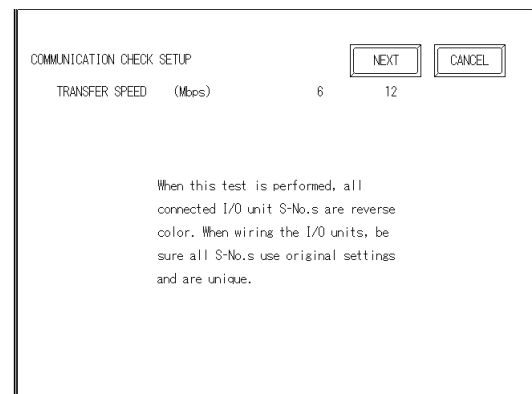 COMMUNICATION CHECK SETUP NEXT CANCEL
TRANSFER SPEED (Mbps) 6 12
When this test is performed, all
connected I/O unit S-No.s are reverse
color. When wiring the I/O units, be
sure all S-No.s use original settings
and are unique.